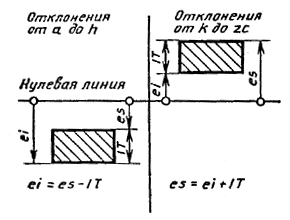 Отклонения
от a до h
Отклонения
от k до zc
Нулевая линия
ei
es
IT
IT
ei
es
ei = es - IT
es = ei + IT